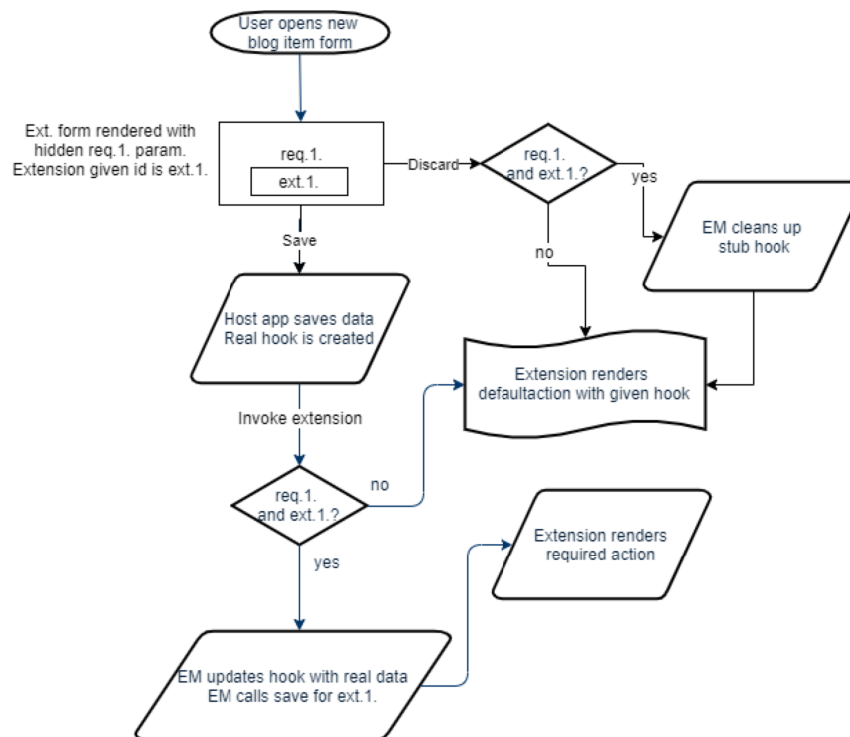 User opens new
blog item form
Ext. form rendered with
hidden req.1. param.
Extension given id is ext.1.
req.1.
ext.1.
Discard
req.1.
and ext.1.?
yes
EM cleans up
stub hook
no
Save
Host app saves data
Real hook is created
Extension renders
defaultaction with given hook
Invoke extension
req.1.
and ext.1.?
no
yes
Extension renders
required action
EM updates hook with real data
EM calls save for ext.1.